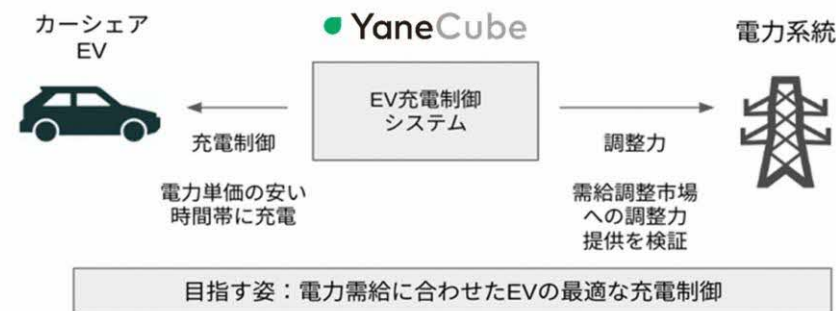 カーシェア
EV
YaneCube
電力系統
EV充電制御
システム
充電制御
調整力
電力単価の安い
時間帯に充電
需給調整市場
への調整力
提供を検証
目指す姿：電力需給に合わせたEVの最適な充電制御